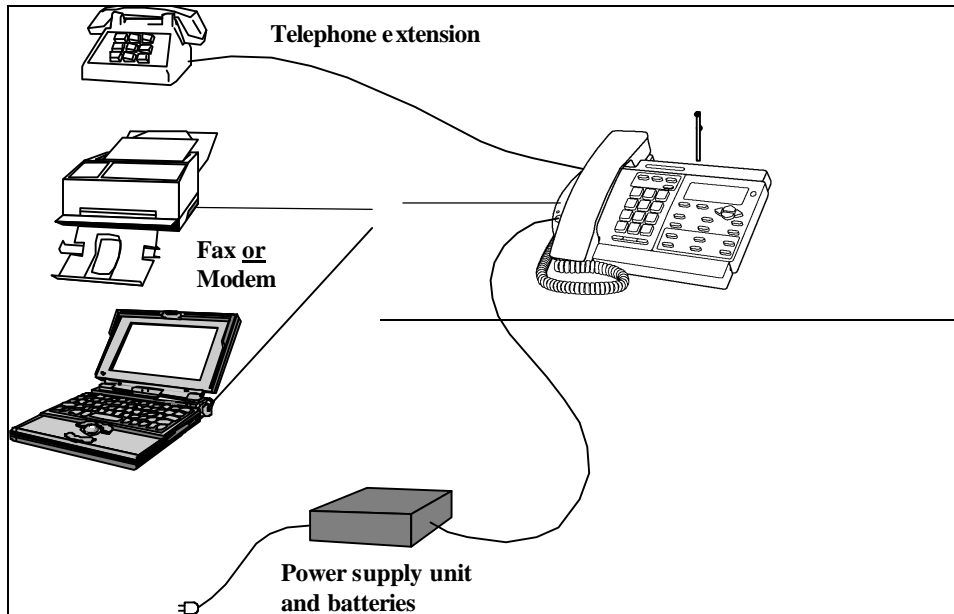 Telephone extension
Fax or
Modem
Power supply unit
and batteries